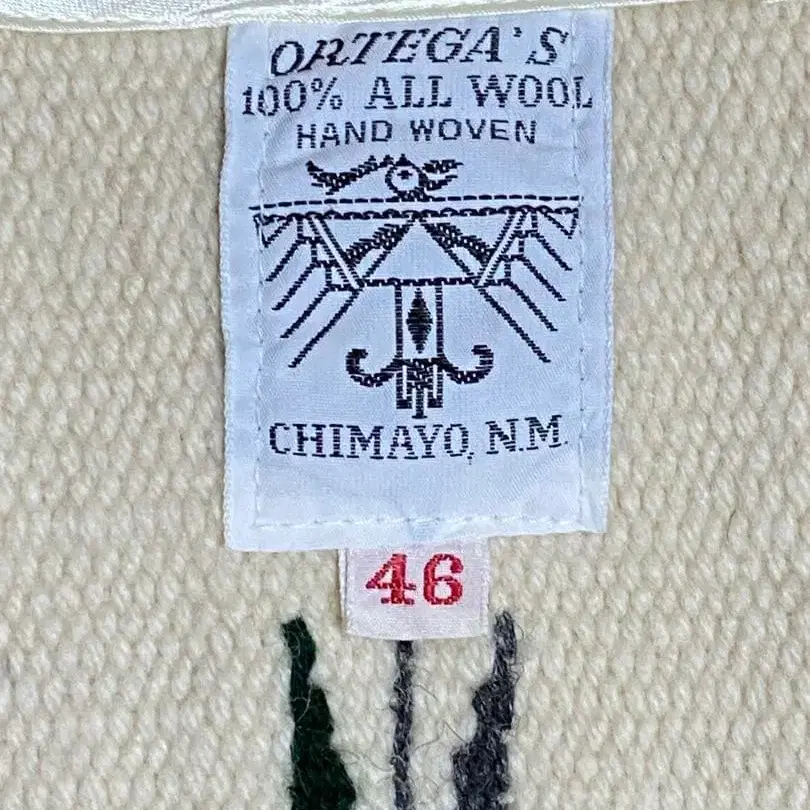 ORTEGA'S
100% ALL WOOL
HAND WOVEN
CHIMAYO, N.M.
46